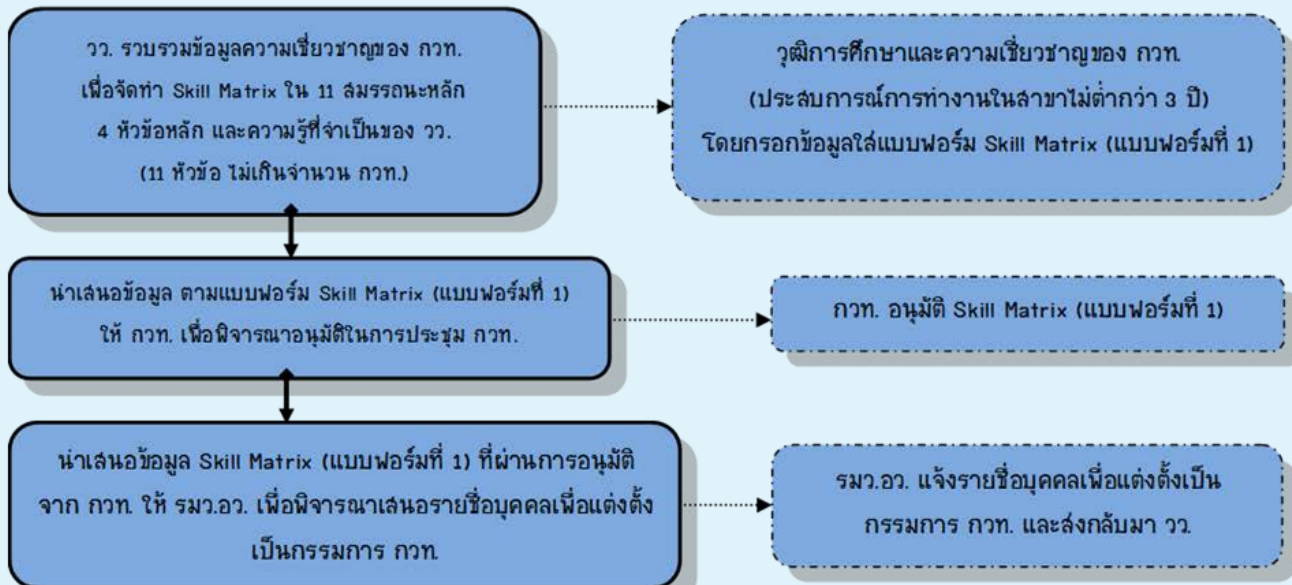 วว. รวบรวมข้อมูลความเชี่ยวชาญของ กวท.
เพื่อจัดทำ Skill Matrix ใน 11 สมรรถนะหลัก
4 หัวข้อหลัก และความรู้ที่จำเป็นของ วว.
(11 หัวข้อ ไม่เกินจำนวน กวท.)
วุฒิการศึกษาและความเชี่ยวชาญของ กวท.
(ประสบการณ์การทำงานในสาขาไม่ต่ำกว่า 3 ปี)
โดยกรอกข้อมูลใส่แบบฟอร์ม Skill Matrix (แบบฟอร์มที่ 1)
นำเสนอข้อมูล ตามแบบฟอร์ม Skill Matrix (แบบฟอร์มที่ 1)
ให้ กวท. เพื่อพิจารณาอนุมัติในการประชุม กวท.
กวท. อนุมัติ Skill Matrix (แบบฟอร์มที่ 1)
นำเสนอข้อมูล Skill Matrix (แบบฟอร์มที่ 1) ที่ผ่านการอนุมัติ
จาก กวท. ให้ รมว.อว. เพื่อพิจารณาเสนอรายชื่อบุคคลเพื่อแต่งตั้ง
เป็นกรรมการ กวท.
รมว.อว. แจ้งรายชื่อบุคคลเพื่อแต่งตั้งเป็น
กรรมการ กวท. และส่งกลับมา วว.